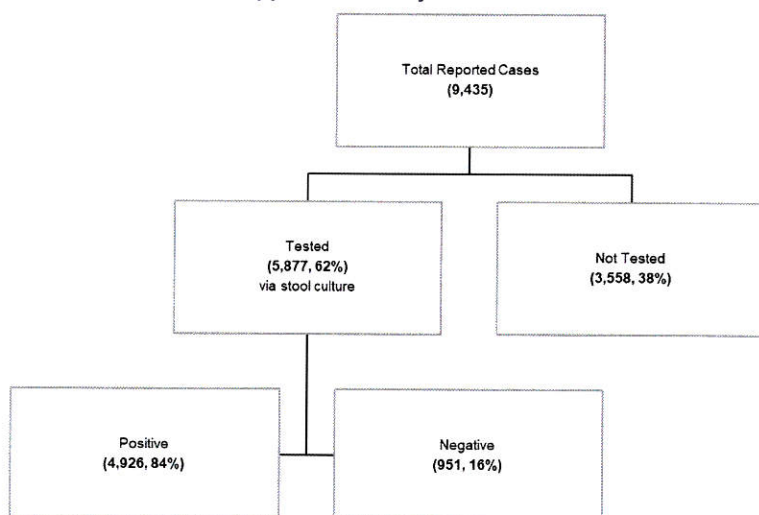 Total Reported Cases
(9,435)
Tested
(5,877, 62%)
via stool culture
Not Tested
(3,558, 38%)
Positive
(4,926, 84%)
Negative
(951, 16%)